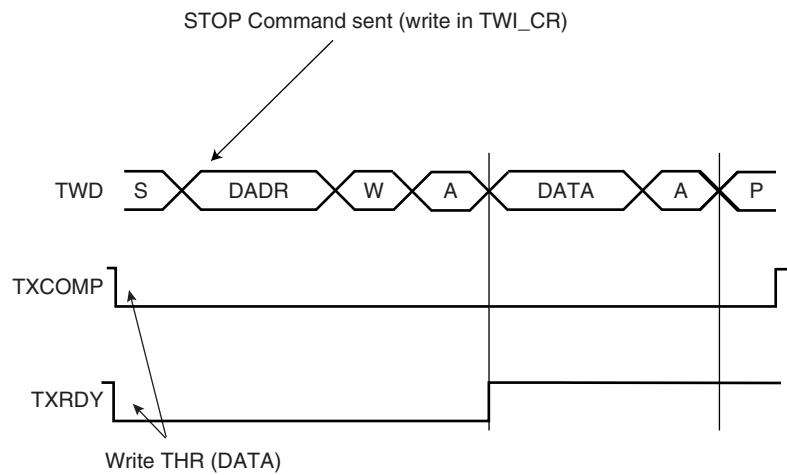 STOP Command sent (write in TWI_CR)
TWD S DADR W A DATA A P
TXCOMP
TXRDY
Write THR (DATA)